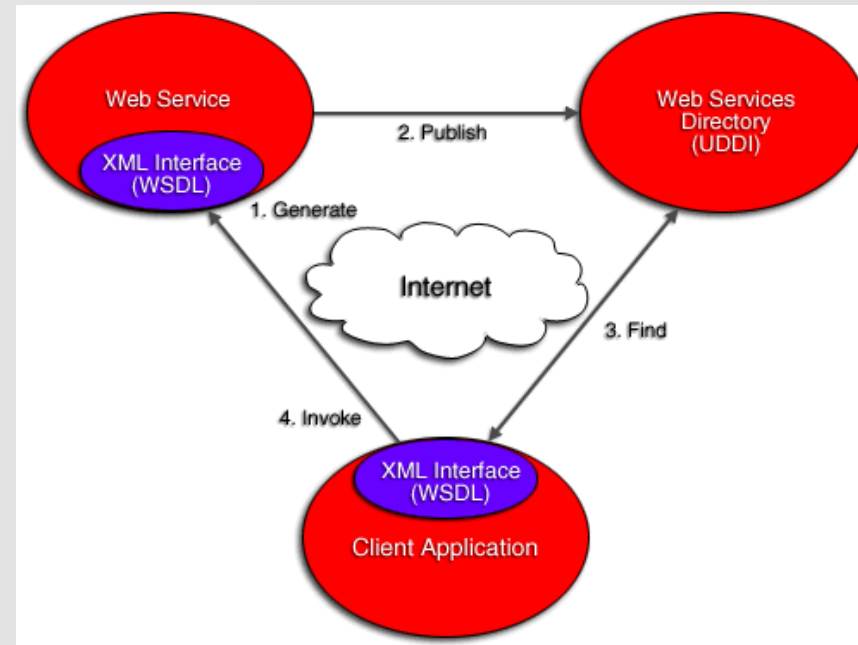 Web Service
XML Interface
(WSDL)
2. Publish
Web Services
Directory
(UDDI)
1. Generate
Internet
3. Find
4. Invoke
XML Interface
(WSDL)
Client Application